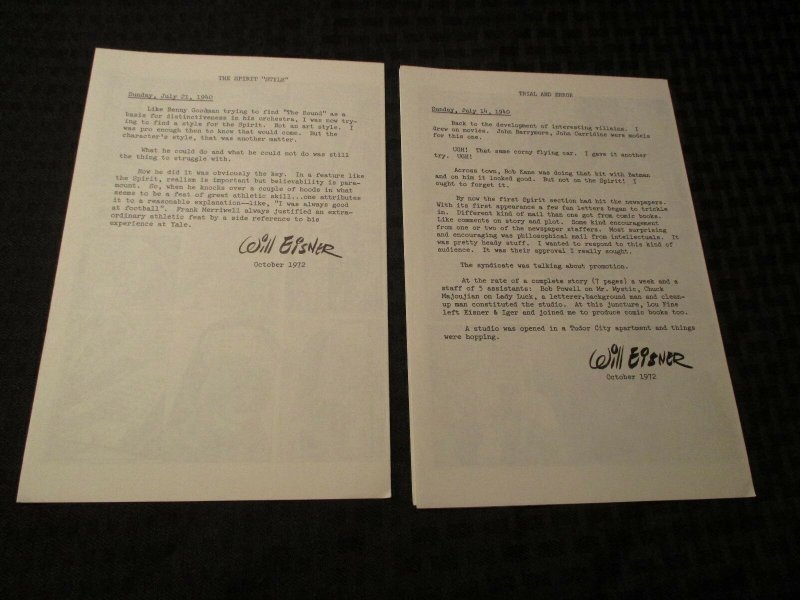 THE SPIRIT "STYLE"
Sunday, July 21, 1940
Like Benny Goodman trying to find "The Sound" as a
basis for distinctiveness in his orchestra, I was now try-
ing to find a style for the Spirit. Not an art style. I
was pro enough then to know that would come. But the
character's style, that was another matter.
What he could do and what he could not do was still
the thing to struggle with.
How he did it was obviously the key. In a feature like
the Spirit, realism is important but believability is para-
mount. So, when he knocks over a couple of hoods in what
seems to be a feat of great athletic skill...one attributes
it to a reasonable explanation--like, "I was always good
at football". Frank Merriwell always justified an extra-
ordinary athletic feat by a side reference to his
experience at Yale.
Will EISNER
October 1972
TRIAL AND ERROR
Sunday, July 14, 1940
Back to the development of interesting villains. I
drew on movies. John Barrymore, John Carridine were models
for this one.
UGH! That same corny flying car. I gave it another
try. UGH!
Across town, Bob Kane was doing that bit with Batman
and on him it looked good. But not on the Spirit! I
ought to forget it.
By now the first Spirit section had hit the newspapers.
With its first appearance a few fan letters began to trickle
in. Different kind of mail than one got from comic books.
Like comments on story and plot. Some kind encouragement
from one or two of the newspaper staffers. Most surprising
and encouraging was philosophical mail from intellectuals. It
was pretty heady stuff. I wanted to respond to this kind of
audience. It was their approval I really sought.
The syndicate was talking about promotion.
At the rate of a complete story (7 pages) a week and a
staff of 5 assistants: Bob Powell on Mr. Mystic, Chuck
Majoujian on Lady Luck, a letterer,background man and clean-
up man constituted the studio. At this juncture, Lou Fine
left Eisner & Iger and joined me to produce comic books too.
A studio was opened in a Tudor City apartment and things
were hopping.
Will EISNER
October 1972